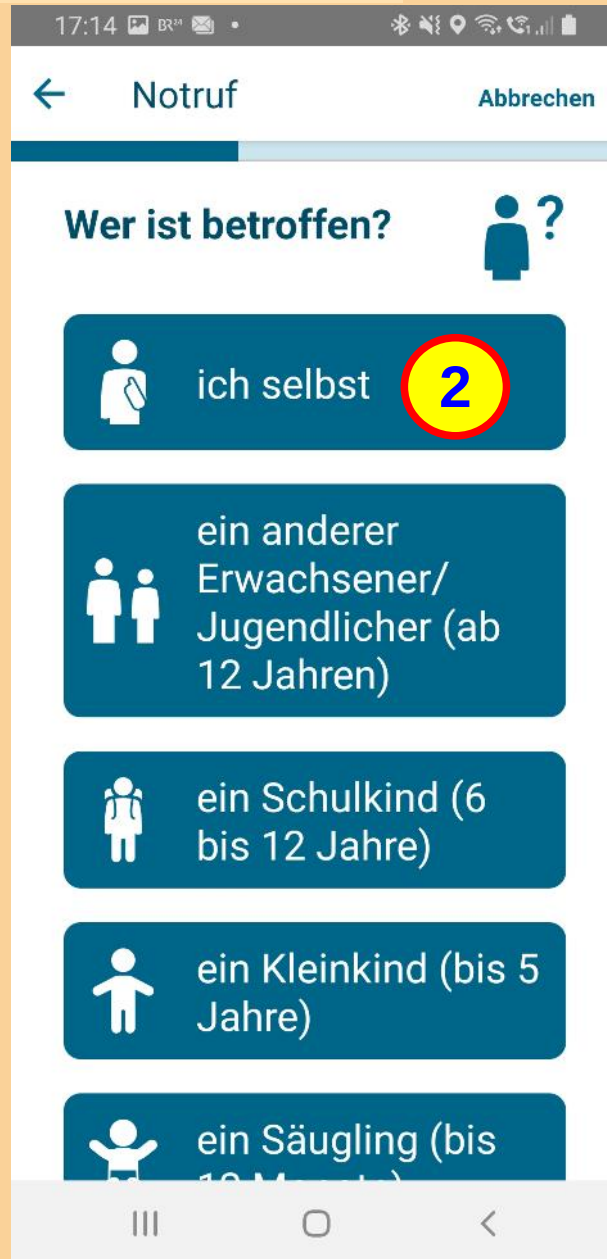 17:14 BR24
Notruf Abbrechen
Wer ist betroffen? ?
ich selbst 2
ein anderer
Erwachsener/
Jugendlicher (ab
12 Jahren)
ein Schulkind (6
bis 12 Jahre)
ein Kleinkind (bis 5
Jahre)
ein Säugling (bis